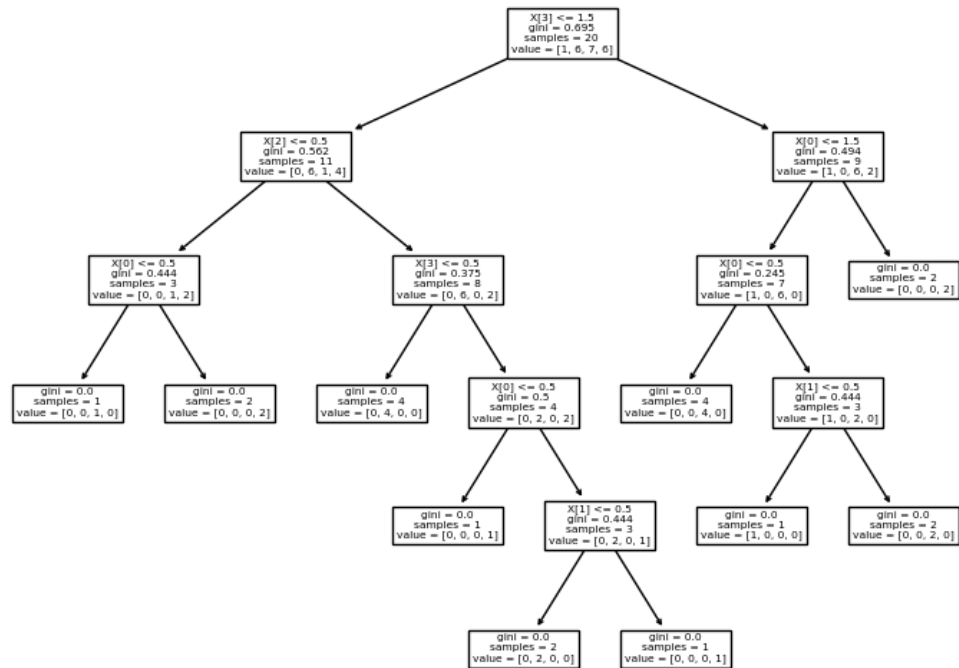 X[3] <= 1.5
gini = 0.695
samples = 20
value = [1, 6, 7, 6]
X[2] <= 0.5
gini = 0.562
samples = 11
value = [0, 6, 1, 4]
X[0] <= 1.5
gini = 0.494
samples = 9
value = [1, 0, 6, 2]
X[0] <= 0.5
gini = 0.444
samples = 3
value = [0, 0, 1, 2]
X[3] <= 0.5
gini = 0.375
samples = 8
value = [0, 6, 0, 2]
X[0] <= 0.5
gini = 0.245
samples = 7
value = [1, 0, 6, 0]
gini = 0.0
samples = 2
value = [0, 0, 0, 2]
gini = 0.0
samples = 1
value = [0, 0, 1, 0]
gini = 0.0
samples = 2
value = [0, 0, 0, 2]
gini = 0.0
samples = 4
value = [0, 4, 0, 0]
X[0] <= 0.5
gini = 0.5
samples = 4
value = [0, 2, 0, 2]
gini = 0.0
samples = 4
value = [0, 0, 4, 0]
X[1] <= 0.5
gini = 0.444
samples = 3
value = [1, 0, 2, 0]
gini = 0.0
samples = 1
value = [0, 0, 0, 1]
X[1] <= 0.5
gini = 0.444
samples = 3
value = [0, 2, 0, 1]
gini = 0.0
samples = 1
value = [1, 0, 0, 0]
gini = 0.0
samples = 2
value = [0, 0, 2, 0]
gini = 0.0
samples = 2
value = [0, 2, 0, 0]
gini = 0.0
samples = 1
value = [0, 0, 0, 1]